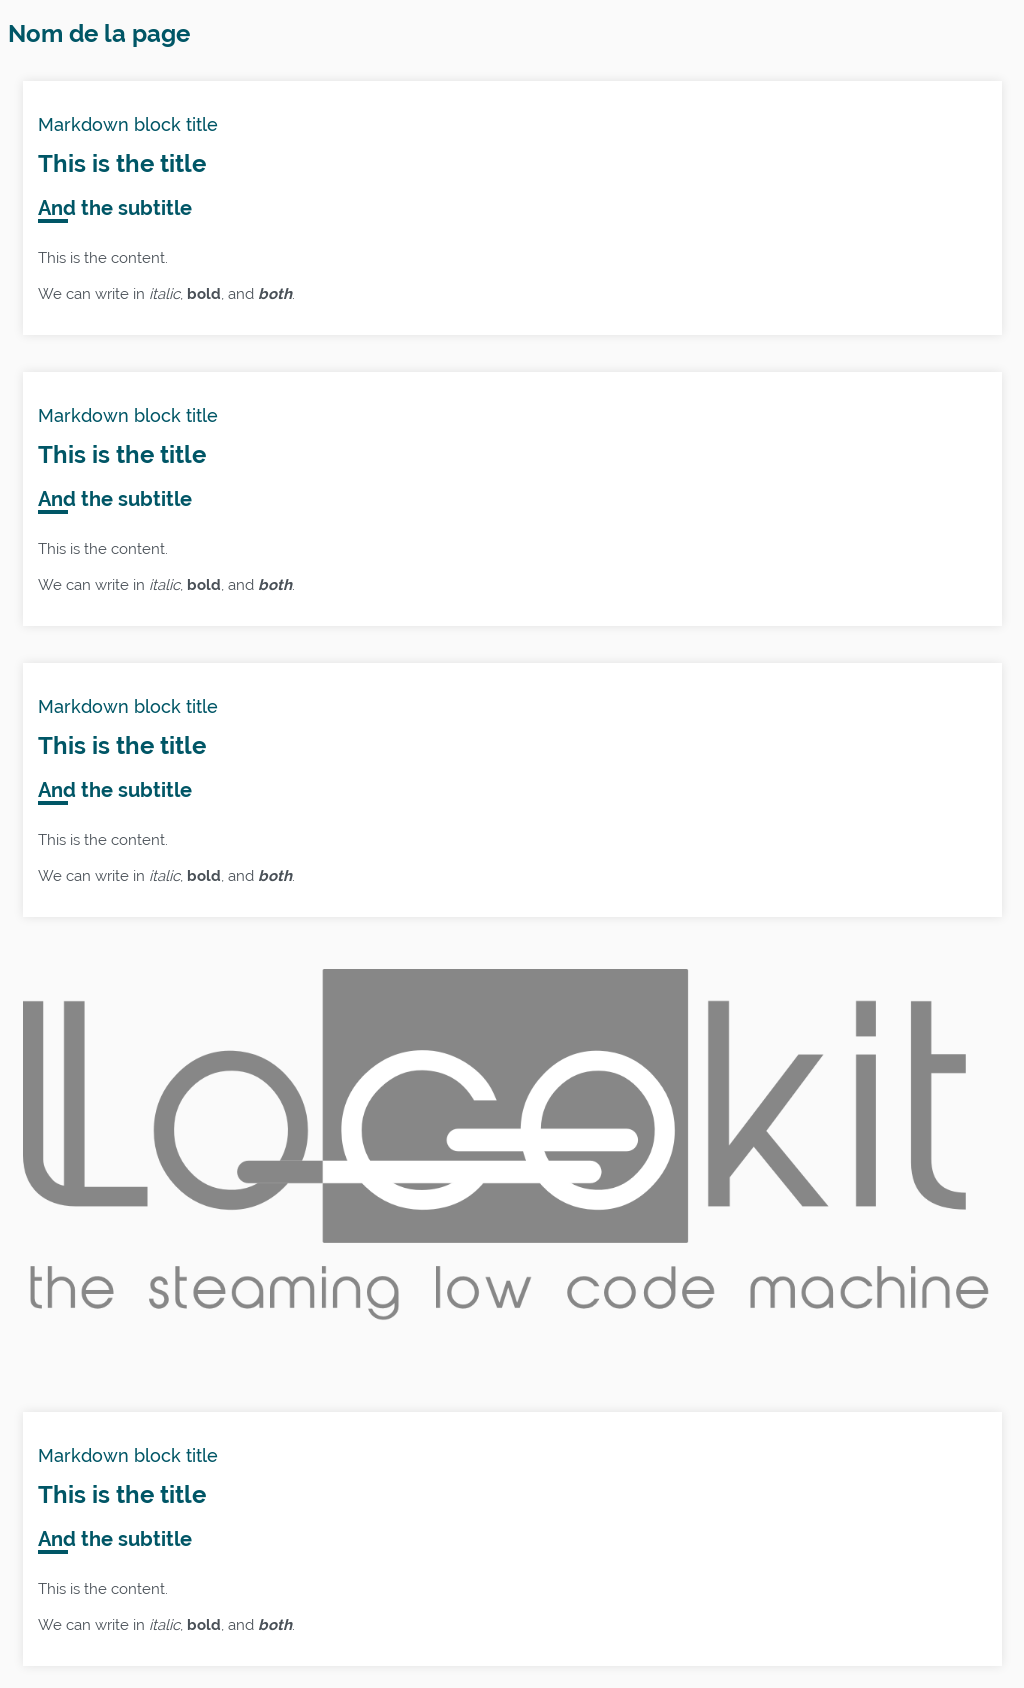 Nom de la page
Markdown block title
This is the title
And the subtitle
This is the content.
We can write in italic, bold, and both.
Markdown block title
This is the title
And the subtitle
This is the content.
We can write in italic, bold, and both.
Markdown block title
This is the title
And the subtitle
This is the content.
We can write in italic, bold, and both.
Locokit
the steaming low code machine
Markdown block title
This is the title
And the subtitle
This is the content.
We can write in italic, bold, and both.